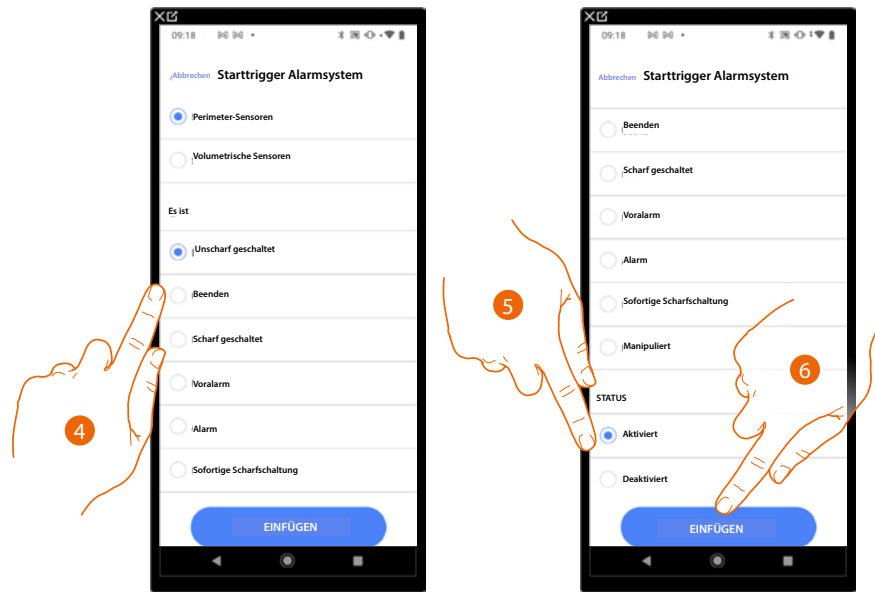 09:18
Abbrechen Starttrigger Alarmsystem
Perimeter-Sensoren
Volumetrische Sensoren
Es ist
Unscharf geschaltet
Beenden
Scharf geschaltet
Voralarm
Alarm
Sofortige Scharfschaltung
EINFÜGEN
4
09:18
Abbrechen Starttrigger Alarmsystem
Beenden
Scharf geschaltet
Voralarm
Alarm
Sofortige Scharfschaltung
Manipuliert
STATUS
Aktiviert
Deaktiviert
EINFÜGEN
5
6